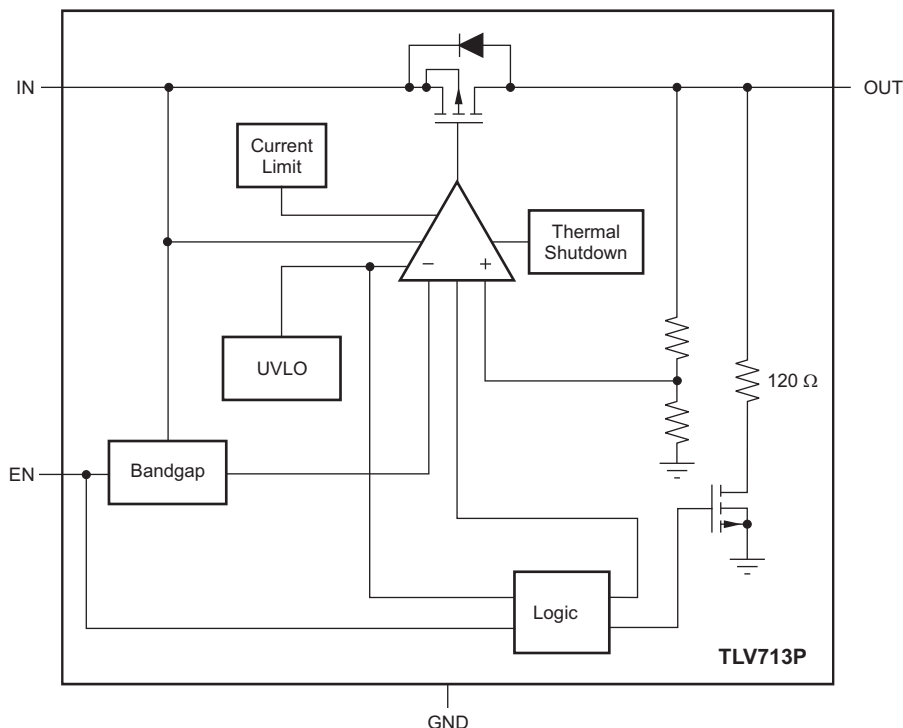 IN
OUT
Current
Limit
Thermal
Shutdown
−
+
UVLO
120 Ω
EN
Bandgap
Logic
TLV713P
GND